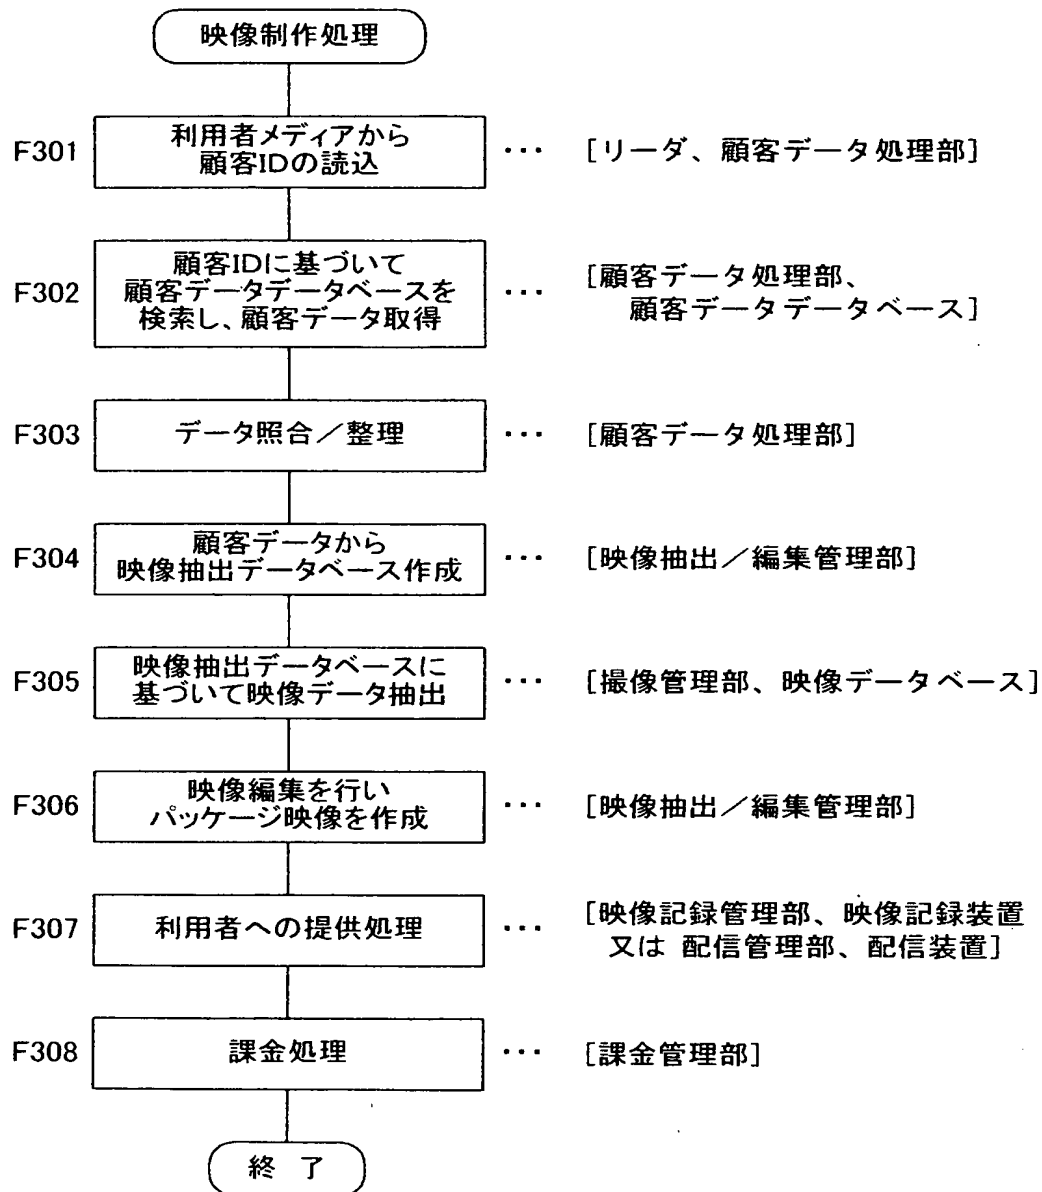 映像制作処理
F301
利用者メディアから
顧客IDの読込
･･･ [リーダ、顧客データ処理部]
F302
顧客IDに基づいて
顧客データデータベースを
検索し、顧客データ取得
･･･ [顧客データ処理部、
顧客データデータベース]
F303
データ照合／整理
･･･ [顧客データ処理部]
F304
顧客データから
映像抽出データベース作成
･･･ [映像抽出／編集管理部]
F305
映像抽出データベースに
基づいて映像データ抽出
･･･ [撮像管理部、映像データベース]
F306
映像編集を行い
パッケージ映像を作成
･･･ [映像抽出／編集管理部]
F307
利用者への提供処理
･･･ [映像記録管理部、映像記録装置
又は 配信管理部、配信装置]
F308
課金処理
･･･ [課金管理部]
終 了